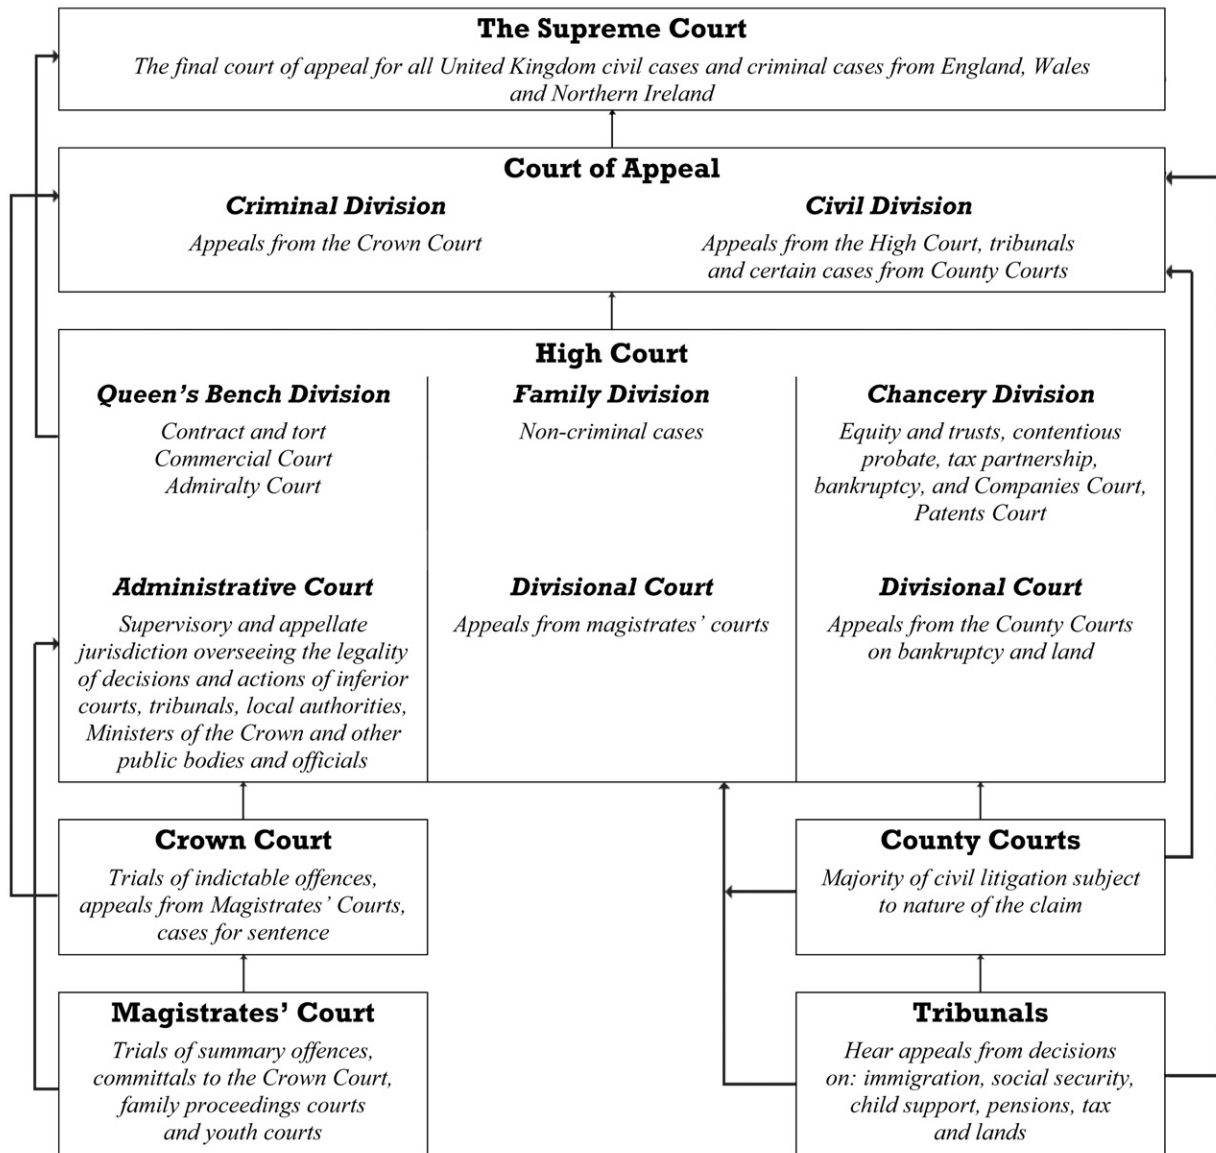 The Supreme Court
The final court of appeal for all United Kingdom civil cases and criminal cases from England, Wales
and Northern Ireland
Court of Appeal
Criminal Division
Appeals from the Crown Court
Civil Division
Appeals from the High Court, tribunals
and certain cases from County Courts
High Court
Queen’s Bench Division
Contract and tort
Commercial Court
Admiralty Court
Family Division
Non-criminal cases
Chancery Division
Equity and trusts, contentious
probate, tax partnership,
bankruptcy, and Companies Court,
Patents Court
Administrative Court
Supervisory and appellate
jurisdiction overseeing the legality
of decisions and actions of inferior
courts, tribunals, local authorities,
Ministers of the Crown and other
public bodies and officials
Divisional Court
Appeals from magistrates’ courts
Divisional Court
Appeals from the County Courts
on bankruptcy and land
Crown Court
Trials of indictable offences,
appeals from Magistrates’ Courts,
cases for sentence
County Courts
Majority of civil litigation subject
to nature of the claim
Magistrates’ Court
Trials of summary offences,
committals to the Crown Court,
family proceedings courts
and youth courts
Tribunals
Hear appeals from decisions
on: immigration, social security,
child support, pensions, tax
and lands